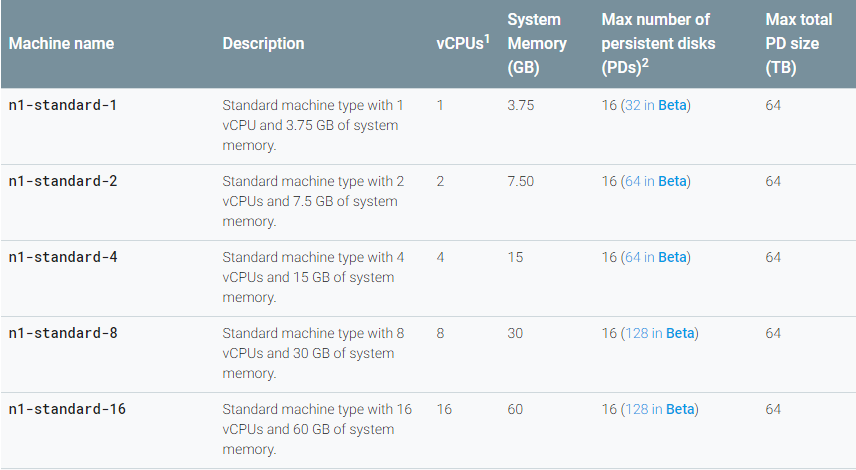 Machine name Description vCPUs1 System Memory (GB) Max number of persistent disks (PDs)2 Max total PD size (TB)
n1-standard-1 Standard machine type with 1 1 3.75 16 (32 in Beta) 64
vCPU and 3.75 GB of system
memory.
n1-standard-2 Standard machine type with 2 2 7.50 16 (64 in Beta) 64
vCPUs and 7.5 GB of system
memory.
n1-standard-4 Standard machine type with 4 4 15 16 (64 in Beta) 64
vCPUs and 15 GB of system
memory.
n1-standard-8 Standard machine type with 8 8 30 16 (128 in Beta) 64
vCPUs and 30 GB of system
memory.
n1-standard-16 Standard machine type with 16 16 60 16 (128 in Beta) 64
vCPUs and 60 GB of system
memory.